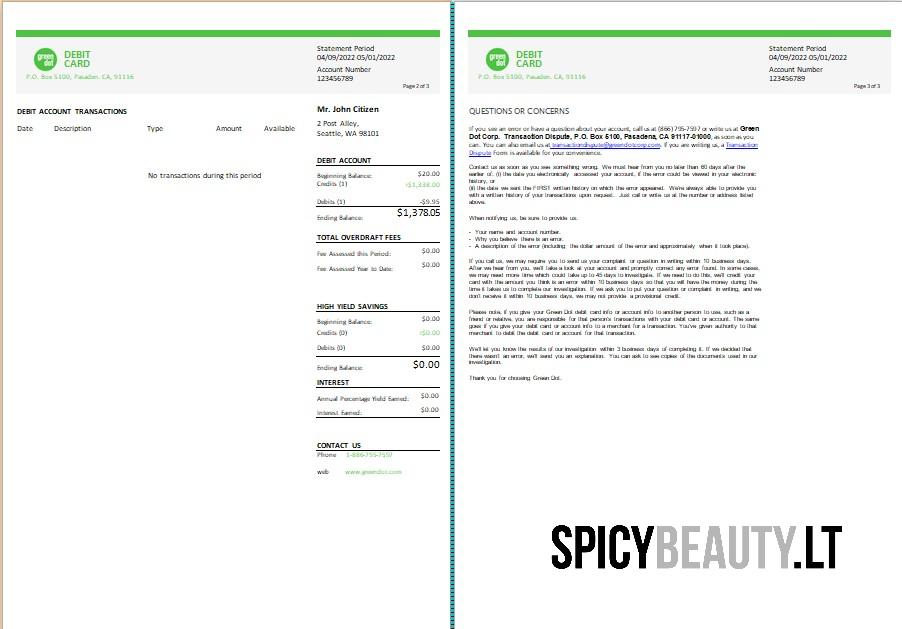 green
dot
DEBIT
CARD
P.O. Box 5100, Pasaden. CA, 91116
Statement Period
04/09/2022-05/01/2022
Account Number
123456789
Page 2 of 3
DEBIT ACCOUNT TRANSACTIONS
Date Description Type Amount Available
No transactions during this period
Mr. John Citizen
2 Post Alley,
Seattle, WA 98101
DEBIT ACCOUNT
Beginning Balance: $20.00
Credits (1) +$1,338.00
Debits (1) -$9.95
Ending Balance: $1,378.05
TOTAL OVERDRAFT FEES
Fee Assessed this Period: $0.00
Fee Assessed Year to Date: $0.00
HIGH YIELD SAVINGS
Beginning Balance: $0.00
Credits (0) +$0.00
Debits (0) $0.00
Ending Balance: $0.00
INTEREST
Annual Percentage Yield Earned: $0.00
Interest Earned: $0.00
CONTACT US
Phone 1-886-755-7557
web www.greendot.com
green
dot
DEBIT
CARD
P.O. Box 5100, Pasaden. CA, 91116
Statement Period
04/09/2022-05/01/2022
Account Number
123456789
Page 3 of 3
QUESTIONS OR CONCERNS
If you see an error or have a question about your account, call us at (866) 795-7597 or write us at Green
Dot Corp. Transaction Dispute, P.O. Box 5100, Pasadena, CA 91117-01000, as soon as you
can. You can also email us at transactiondispute@greendotcorp.com. If you are writing us, a Transaction
Dispute Form is available for your convenience.
Contact us as soon as you see something wrong. We must hear from you no later than 60 days after the
earlier of: (i) the date you electronically accessed your account, if the error could be viewed in your electronic
history, or
(ii) the date we sent the FIRST written history on which the error appeared. We're always able to provide you
with a written history of your transactions upon request. Just call or write us at the number or address listed
above.
When notifying us, be sure to provide us:
- Your name and account number.
- Why you believe there is an error.
- A description of the error (including the dollar amount of the error and approximately when it took place).
If you call us, we may require you to send us your complaint or question in writing within 10 business days.
After we hear from you, we'll take a look at your account and promptly correct any error found. In some cases,
we may need more time which could take up to 45 days to investigate. If we need to do this, we'll credit your
card with the amount you think is an error within 10 business days so that you will have the money during the
time it takes us to complete our investigation. If we ask you to put your question or complaint in writing, and we
don't receive it within 10 business days, we may not provide a provisional credit.
Please note, if you give your Green Dot debit card info or account info to another person to use, such as a
friend or relative, you are responsible for that person's transactions with your debit card or account. The same
goes if you give your debit card or account info to a merchant for a transaction. You've given authority to that
merchant to debit the debit card or account for that transaction.
We'll let you know the results of our investigation within 3 business days of completing it. If we decided that
there wasn't an error, we'll send you an explanation. You can ask to see copies of the documents used in our
investigation.
Thank you for choosing Green Dot.
SPICYBEAUTY.LT